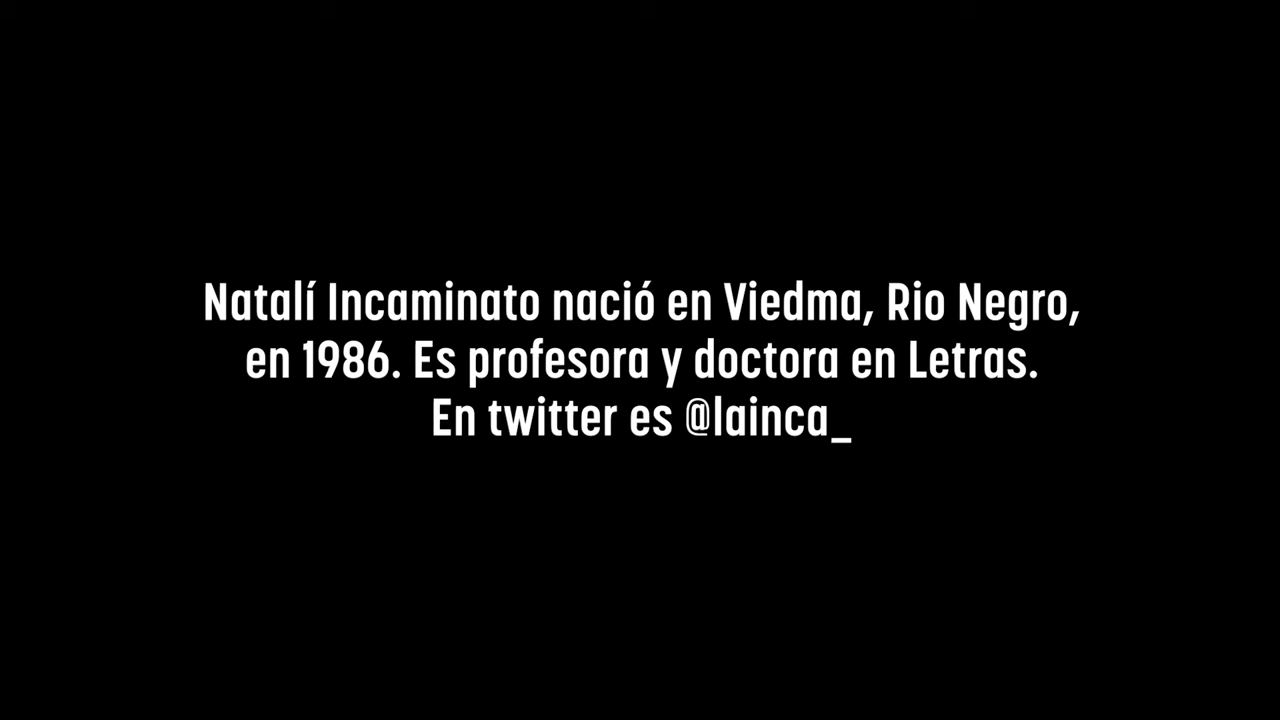 Natalí Incaminato nació en Viedma, Rio Negro,
en 1986. Es profesora y doctora en Letras.
En twitter es @lainca_